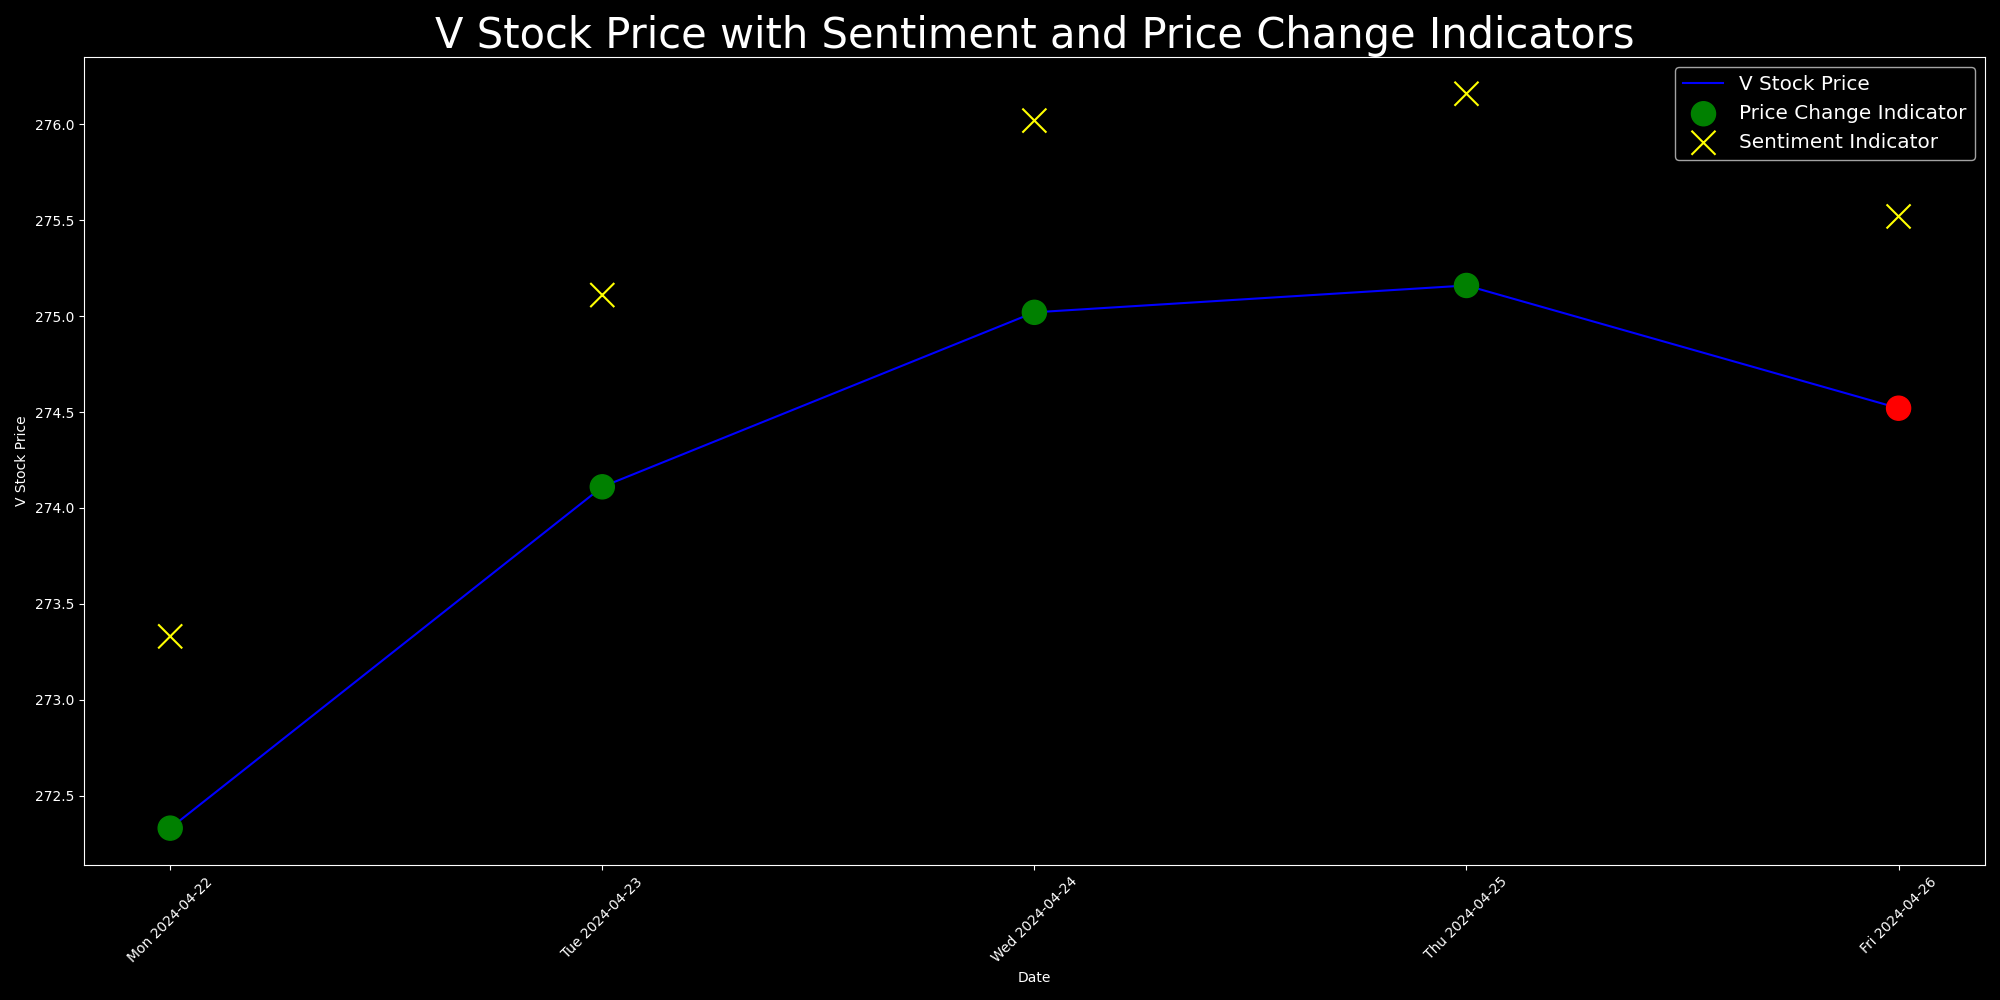 V Stock Price with Sentiment and Price Change Indicators
V Stock Price
Price Change Indicator
Sentiment Indicator
276.0
275.5
275.0
274.5
274.0
273.5
273.0
272.5
V Stock Price
Mon 2024-04-22
Tue 2024-04-23
Wed 2024-04-24
Thu 2024-04-25
Fri 2024-04-26
Date